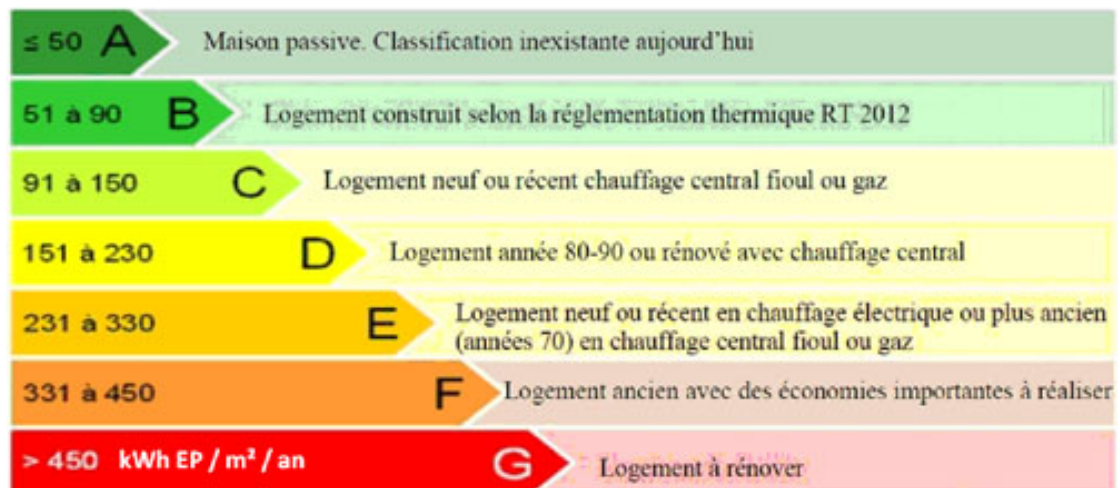 ≤ 50 A Maison passive. Classification inexistante aujourd'hui
51 à 90 B Logement construit selon la réglementation thermique RT 2012
91 à 150 C Logement neuf ou récent chauffage central fioul ou gaz
151 à 230 D Logement année 80-90 ou rénové avec chauffage central
231 à 330 E Logement neuf ou récent en chauffage électrique ou plus ancien
(années 70) en chauffage central fioul ou gaz
331 à 450 F Logement ancien avec des économies importantes à réaliser
> 450 kWh EP / m² / an G Logement à rénover